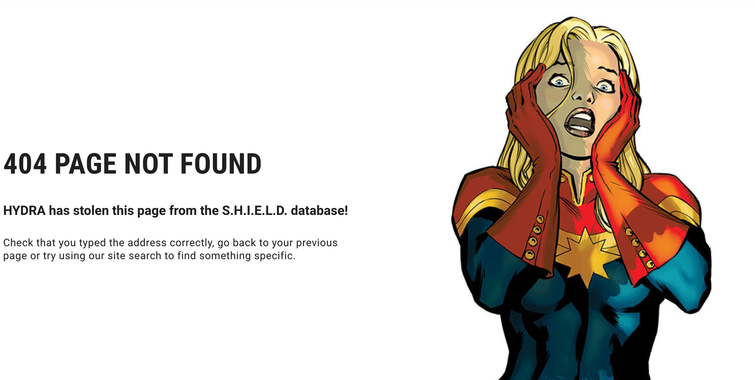 404 PAGE NOT FOUND
HYDRA has stolen this page from the S.H.I.E.L.D. database!
Check that you typed the address correctly, go back to your previous
page or try using our site search to find something specific.